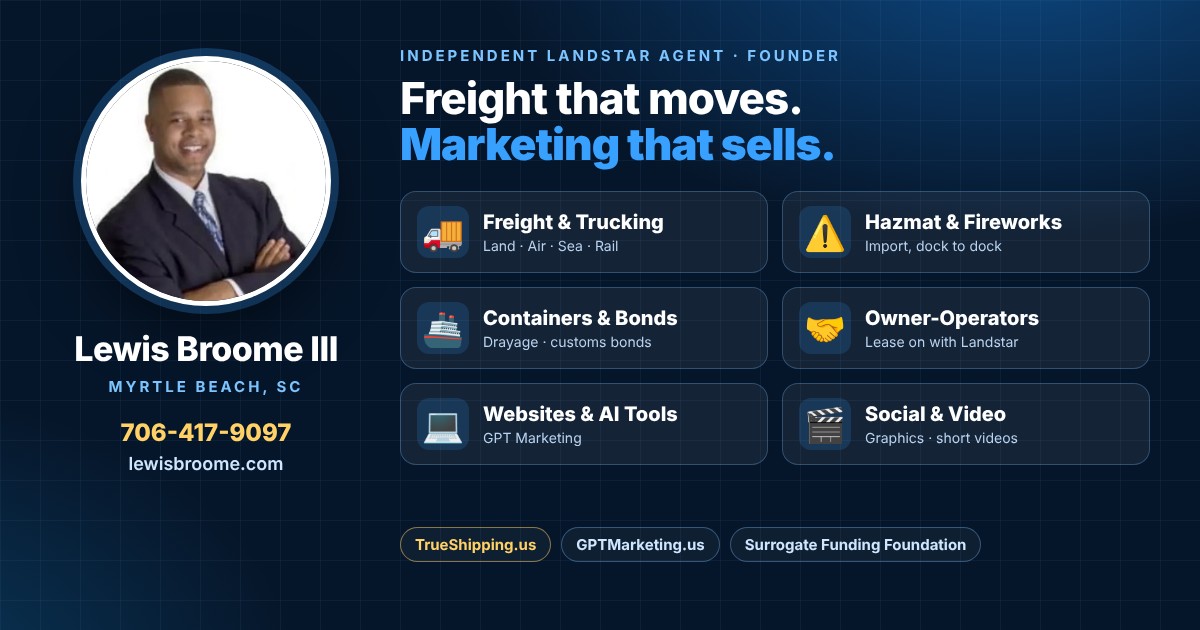 INDEPENDENT LANDSTAR AGENT · FOUNDER
Freight that moves.
Marketing that sells.
Lewis Broome III
MYRTLE BEACH, SC
706-417-9097
lewisbroome.com
Freight & Trucking
Land · Air · Sea · Rail
Hazmat & Fireworks
Import, dock to dock
Containers & Bonds
Drayage · customs bonds
Owner-Operators
Lease on with Landstar
Websites & AI Tools
GPT Marketing
Social & Video
Graphics · short videos
TrueShipping.us
GPTMarketing.us
Surrogate Funding Foundation